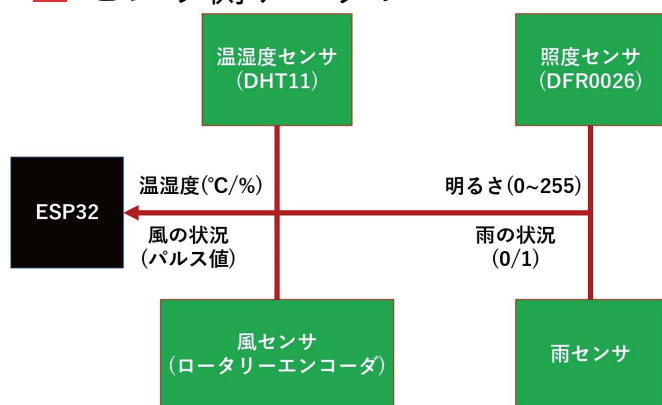 温湿度センサ
(DHT11)
照度センサ
(DFR0026)
ESP32
温湿度(℃/%)
明るさ(0~255)
風の状況
(パルス値)
雨の状況
(0/1)
風センサ
(ロータリーエンコーダ)
雨センサ